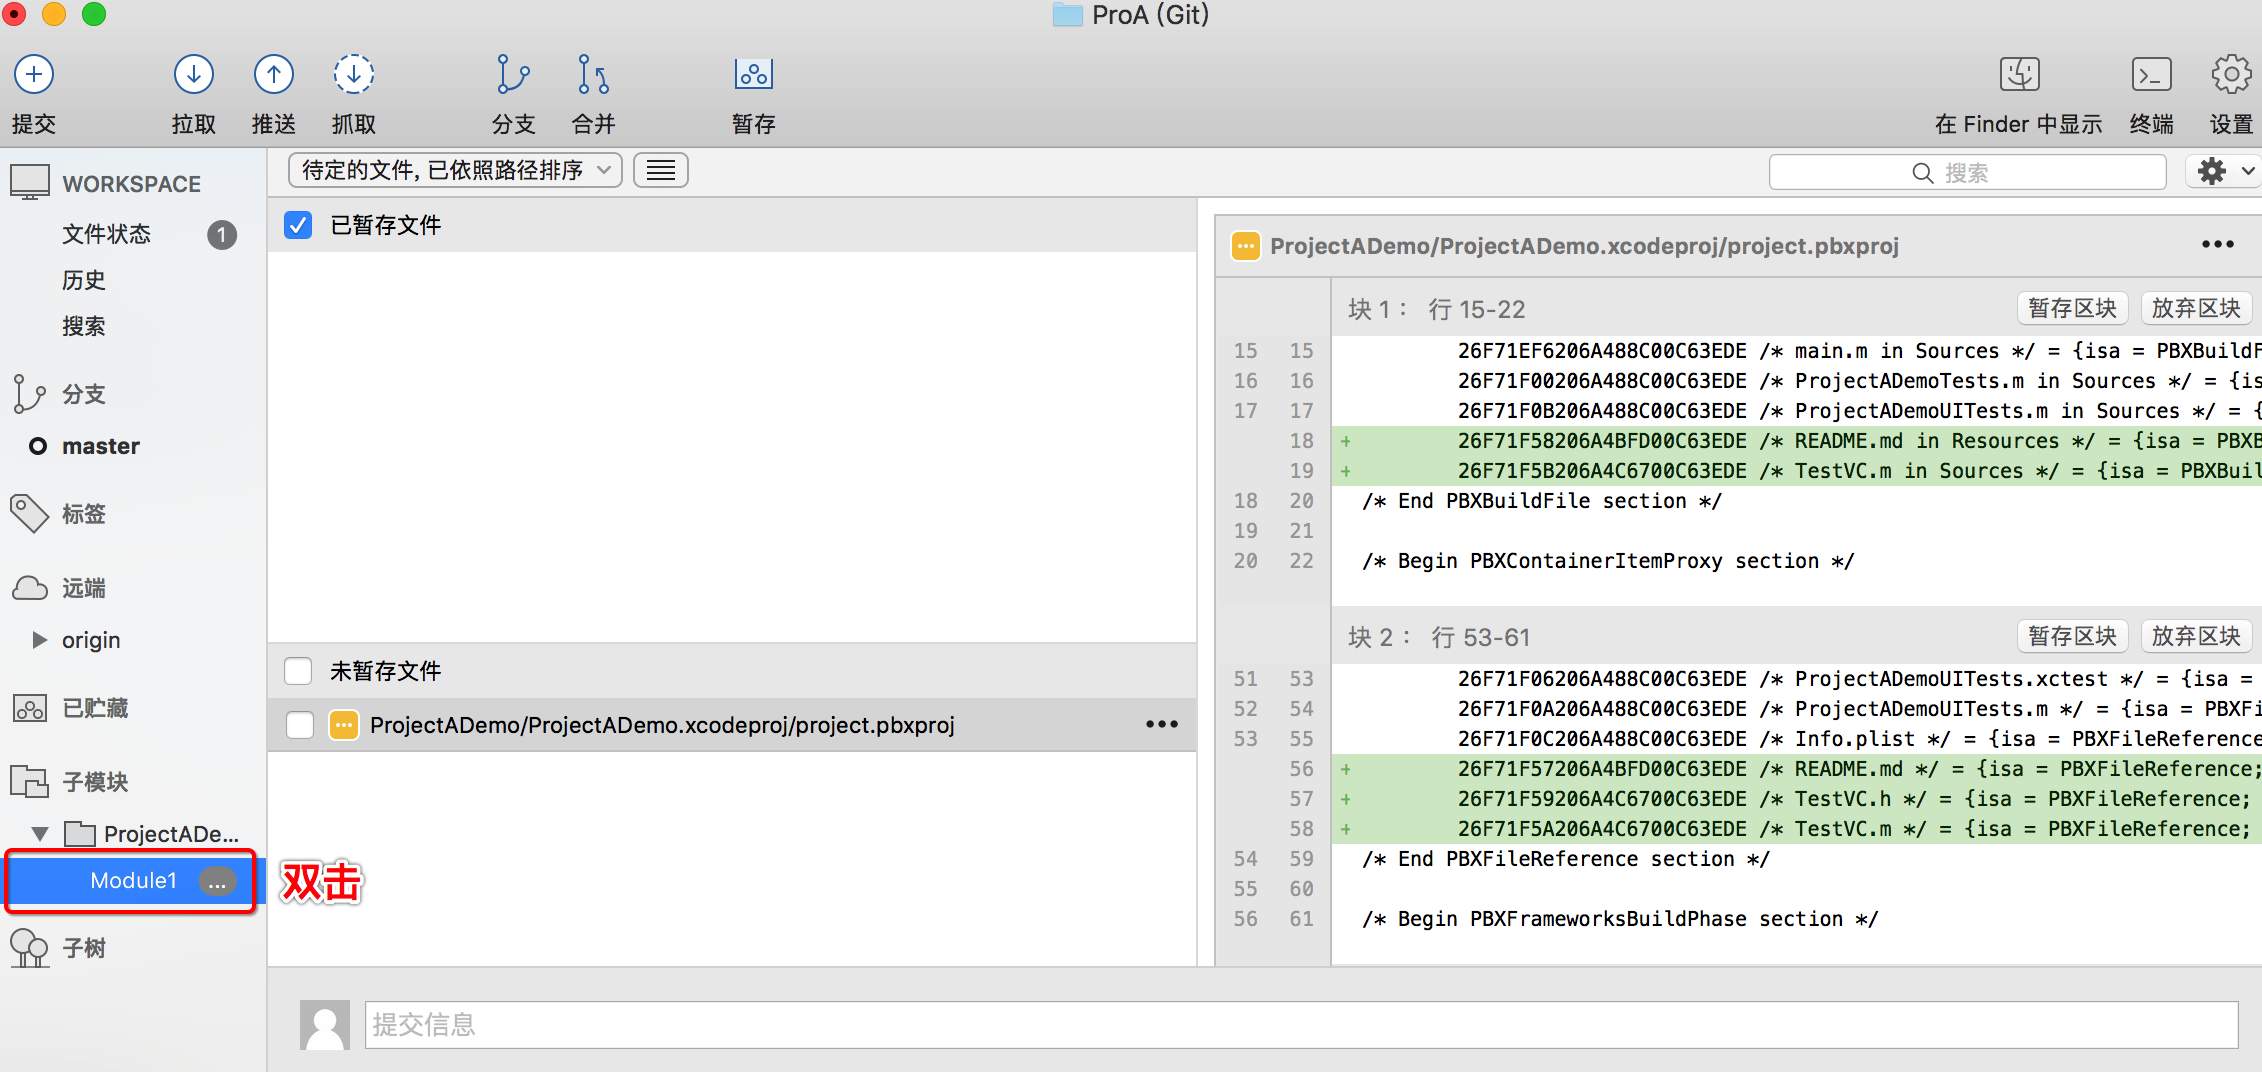 ProA (Git)
提交 拉取 推送 抓取 分支 合并 暂存 在 Finder 中显示 终端 设置
WORKSPACE
文件状态 1
历史
搜索
分支
master
标签
远端
origin
已贮藏
子模块
ProjectADe...
Module1 ...
双击
子树
待定的文件, 已依照路径排序
搜索
已暂存文件
未暂存文件
ProjectADemo/ProjectADemo.xcodeproj/project.pbxproj •••
ProjectADemo/ProjectADemo.xcodeproj/project.pbxproj •••
块 1： 行 15-22 暂存区块 放弃区块
15 15 26F71EF6206A488C00C63EDE /* main.m in Sources */ = {isa = PBXBuildF
16 16 26F71F00206A488C00C63EDE /* ProjectADemoTests.m in Sources */ = {is
17 17 26F71F0B206A488C00C63EDE /* ProjectADemoUITests.m in Sources */ = {
18 + 26F71F58206A4BFD00C63EDE /* README.md in Resources */ = {isa = PBXB
19 + 26F71F5B206A4C6700C63EDE /* TestVC.m in Sources */ = {isa = PBXBuil
18 20 /* End PBXBuildFile section */
19 21
20 22 /* Begin PBXContainerItemProxy section */
块 2： 行 53-61 暂存区块 放弃区块
51 53 26F71F06206A488C00C63EDE /* ProjectADemoUITests.xctest */ = {isa =
52 54 26F71F0A206A488C00C63EDE /* ProjectADemoUITests.m */ = {isa = PBXFi
53 55 26F71F0C206A488C00C63EDE /* Info.plist */ = {isa = PBXFileReference
56 + 26F71F57206A4BFD00C63EDE /* README.md */ = {isa = PBXFileReference;
57 + 26F71F59206A4C6700C63EDE /* TestVC.h */ = {isa = PBXFileReference;
58 + 26F71F5A206A4C6700C63EDE /* TestVC.m */ = {isa = PBXFileReference;
54 59 /* End PBXFileReference section */
55 60
56 61 /* Begin PBXFrameworksBuildPhase section */
提交信息